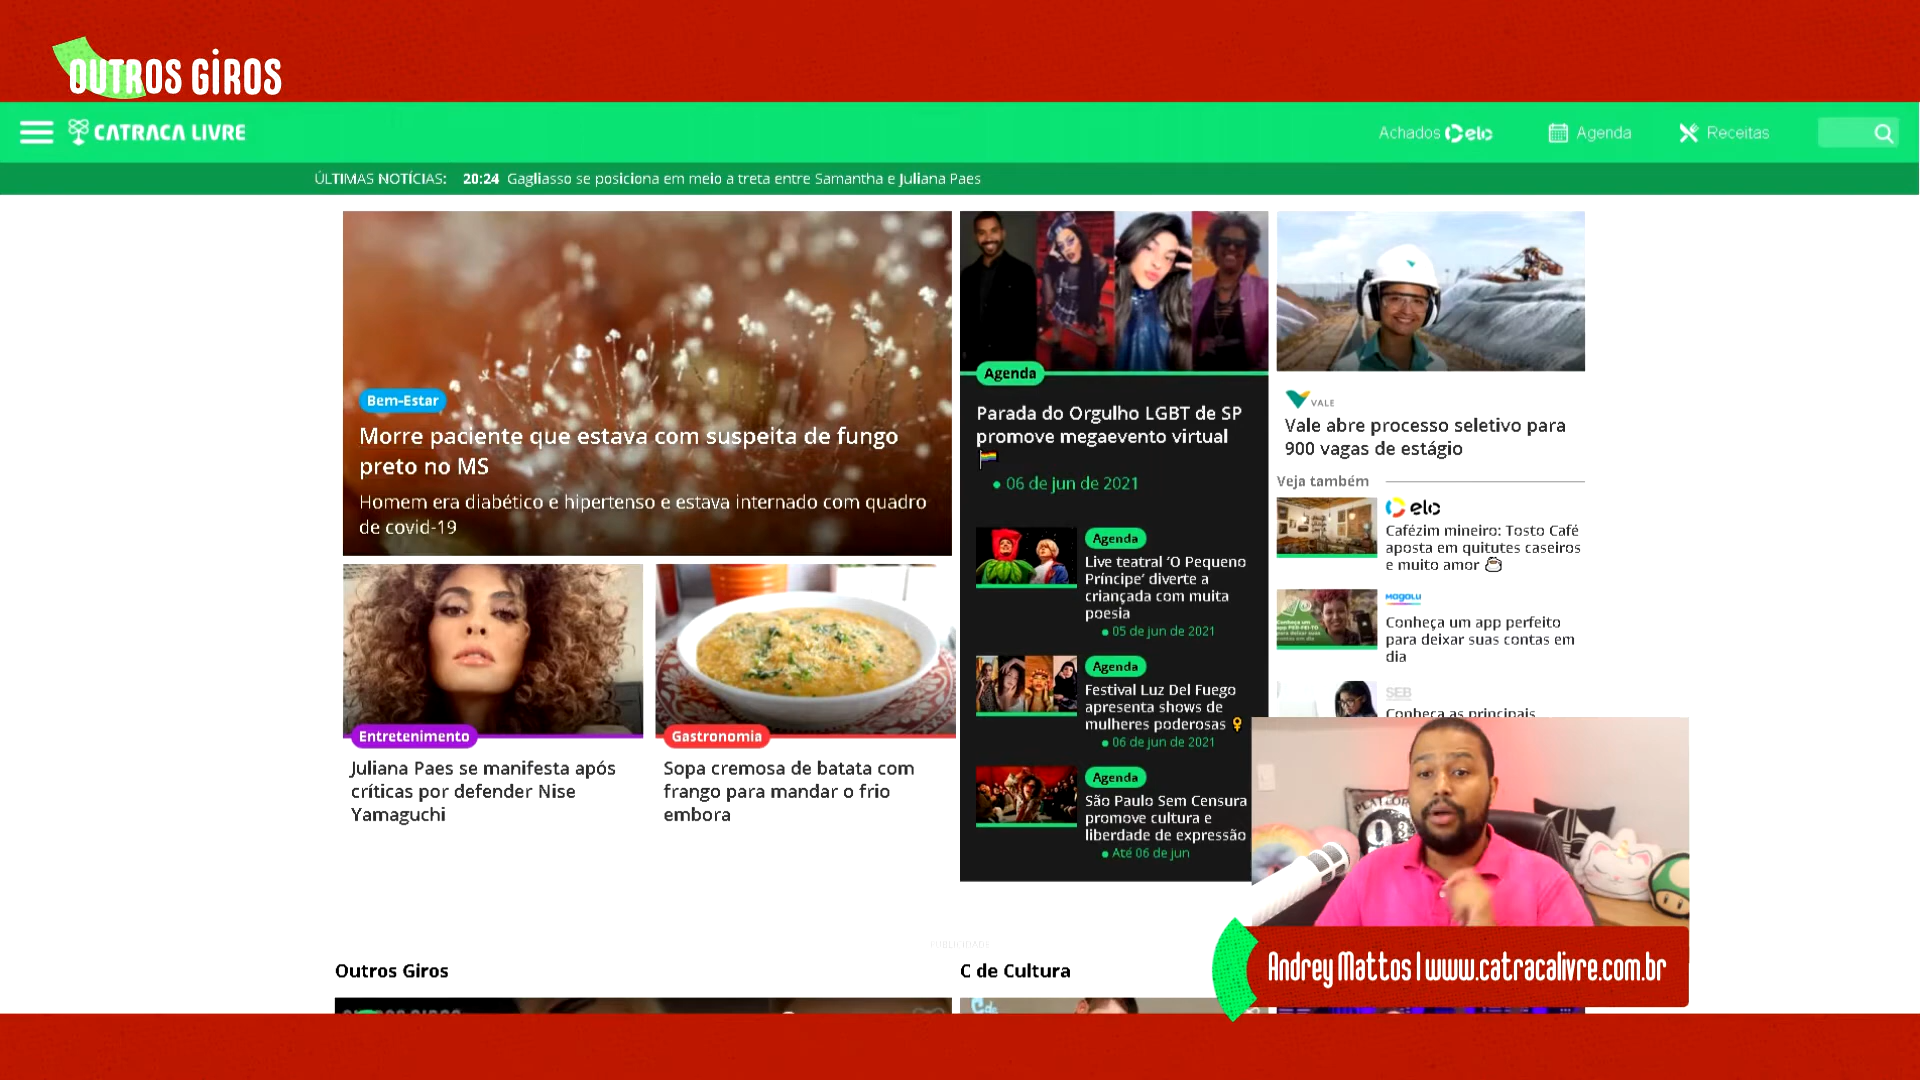 OUTROS GIROS
CATRACA LIVRE
Achados elo
Agenda
Receitas
ÚLTIMAS NOTÍCIAS: 20:24 Gagliasso se posiciona em meio a treta entre Samantha e Juliana Paes
Bem-Estar
Morre paciente que estava com suspeita de fungo
preto no MS
Homem era diabético e hipertenso e estava internado com quadro
de covid-19
Entretenimento
Juliana Paes se manifesta após
críticas por defender Nise
Yamaguchi
Gastronomia
Sopa cremosa de batata com
frango para mandar o frio
embora
Agenda
Parada do Orgulho LGBT de SP
promove megaevento virtual
🏳️‍🌈
• 06 de jun de 2021
Agenda
Live teatral ‘O Pequeno
Príncipe’ diverte a
criançada com muita
poesia
• 05 de jun de 2021
Agenda
Festival Luz Del Fuego
apresenta shows de
mulheres poderosas ♀
• 06 de jun de 2021
Agenda
São Paulo Sem Censura
promove cultura e
liberdade de expressão
• Até 06 de jun
VALE
Vale abre processo seletivo para
900 vagas de estágio
Veja também
elo
Cafézim mineiro: Tosto Café
aposta em quitutes caseiros
e muito amor ☕
Magalu
Conheça um app perfeito
para deixar suas contas em
dia
SEB
Conheça as principais
PUBLICIDADE
Outros Giros
C de Cultura
Andrey Mattos | www.catracalivre.com.br